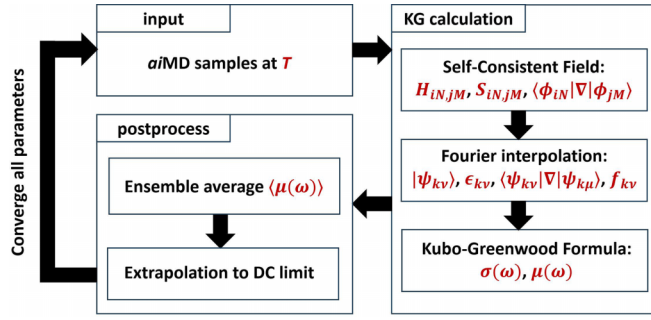 input
aiMD samples at T
KG calculation
Self-Consistent Field:
H_{iN,jM}, S_{iN,jM}, ⟨ϕ_{iN}|∇|ϕ_{jM}⟩
Fourier interpolation:
|ψ_{kν}⟩, ϵ_{kν}, ⟨ψ_{kν}|∇|ψ_{kμ}⟩, f_{kν}
Kubo-Greenwood Formula:
σ(ω), μ(ω)
postprocess
Ensemble average ⟨μ(ω)⟩
Extrapolation to DC limit
Converge all parameters